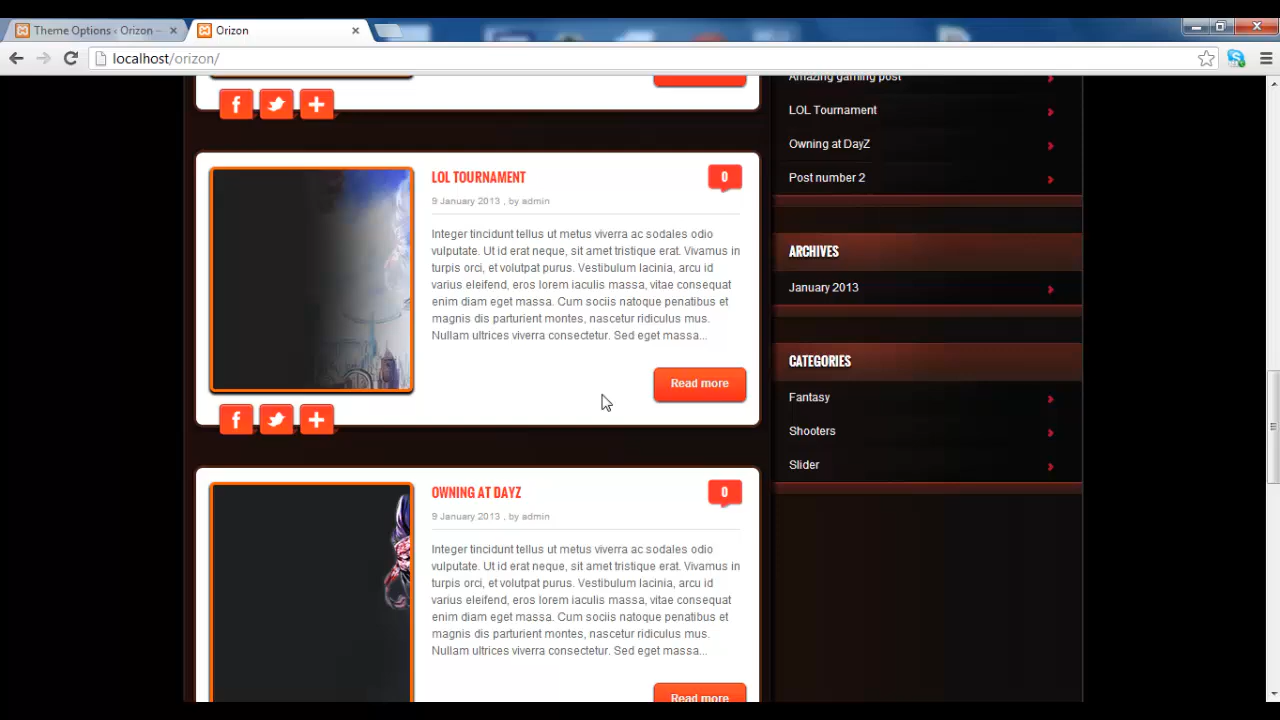 Theme Options ‹ Orizon —
Orizon
localhost/orizon/
Amazing gaming post
LOL Tournament
Owning at DayZ
Post number 2
ARCHIVES
January 2013
CATEGORIES
Fantasy
Shooters
Slider
LOL TOURNAMENT
0
9 January 2013 , by admin
Integer tincidunt tellus ut metus viverra ac sodales odio
vulputate. Ut id erat neque, sit amet tristique erat. Vivamus in
turpis orci, et volutpat purus. Vestibulum lacinia, arcu id
varius eleifend, eros lorem iaculis massa, vitae consequat
enim diam eget massa. Cum sociis natoque penatibus et
magnis dis parturient montes, nascetur ridiculus mus.
Nullam ultrices viverra consectetur. Sed eget massa...
Read more
OWNING AT DAYZ
0
9 January 2013 , by admin
Integer tincidunt tellus ut metus viverra ac sodales odio
vulputate. Ut id erat neque, sit amet tristique erat. Vivamus in
turpis orci, et volutpat purus. Vestibulum lacinia, arcu id
varius eleifend, eros lorem iaculis massa, vitae consequat
enim diam eget massa. Cum sociis natoque penatibus et
magnis dis parturient montes, nascetur ridiculus mus.
Nullam ultrices viverra consectetur. Sed eget massa...
Read more